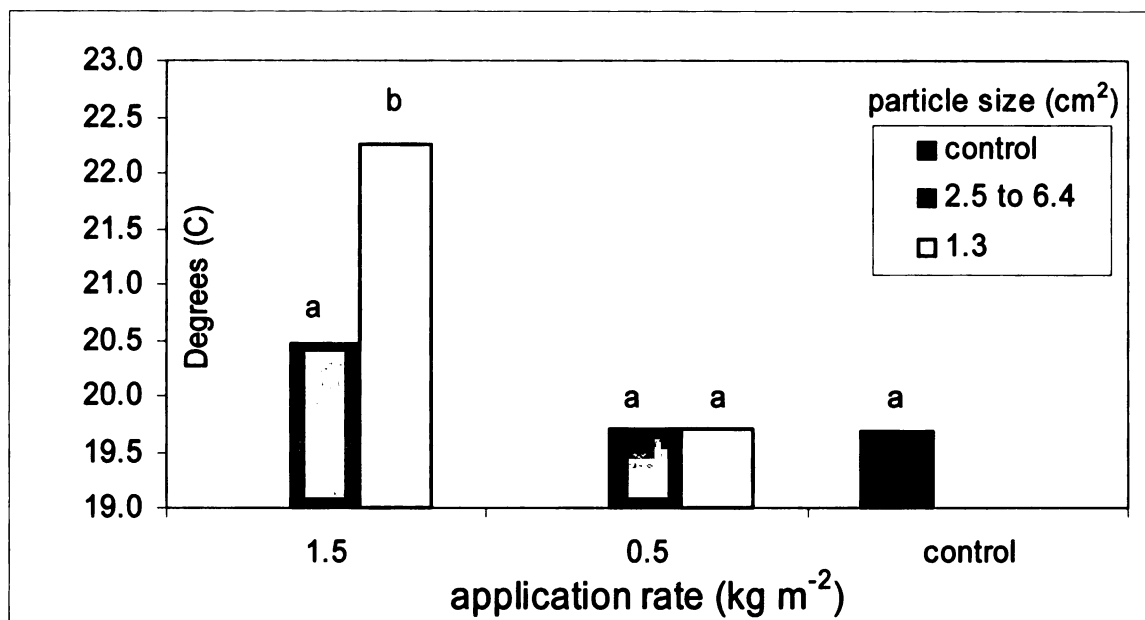 23.0
22.5
22.0
21.5
21.0
20.5
20.0
19.5
19.0
Degrees (C)
a
b
a
a
a
particle size (cm²)
control
2.5 to 6.4
1.3
1.5
0.5
control
application rate (kg m⁻²)